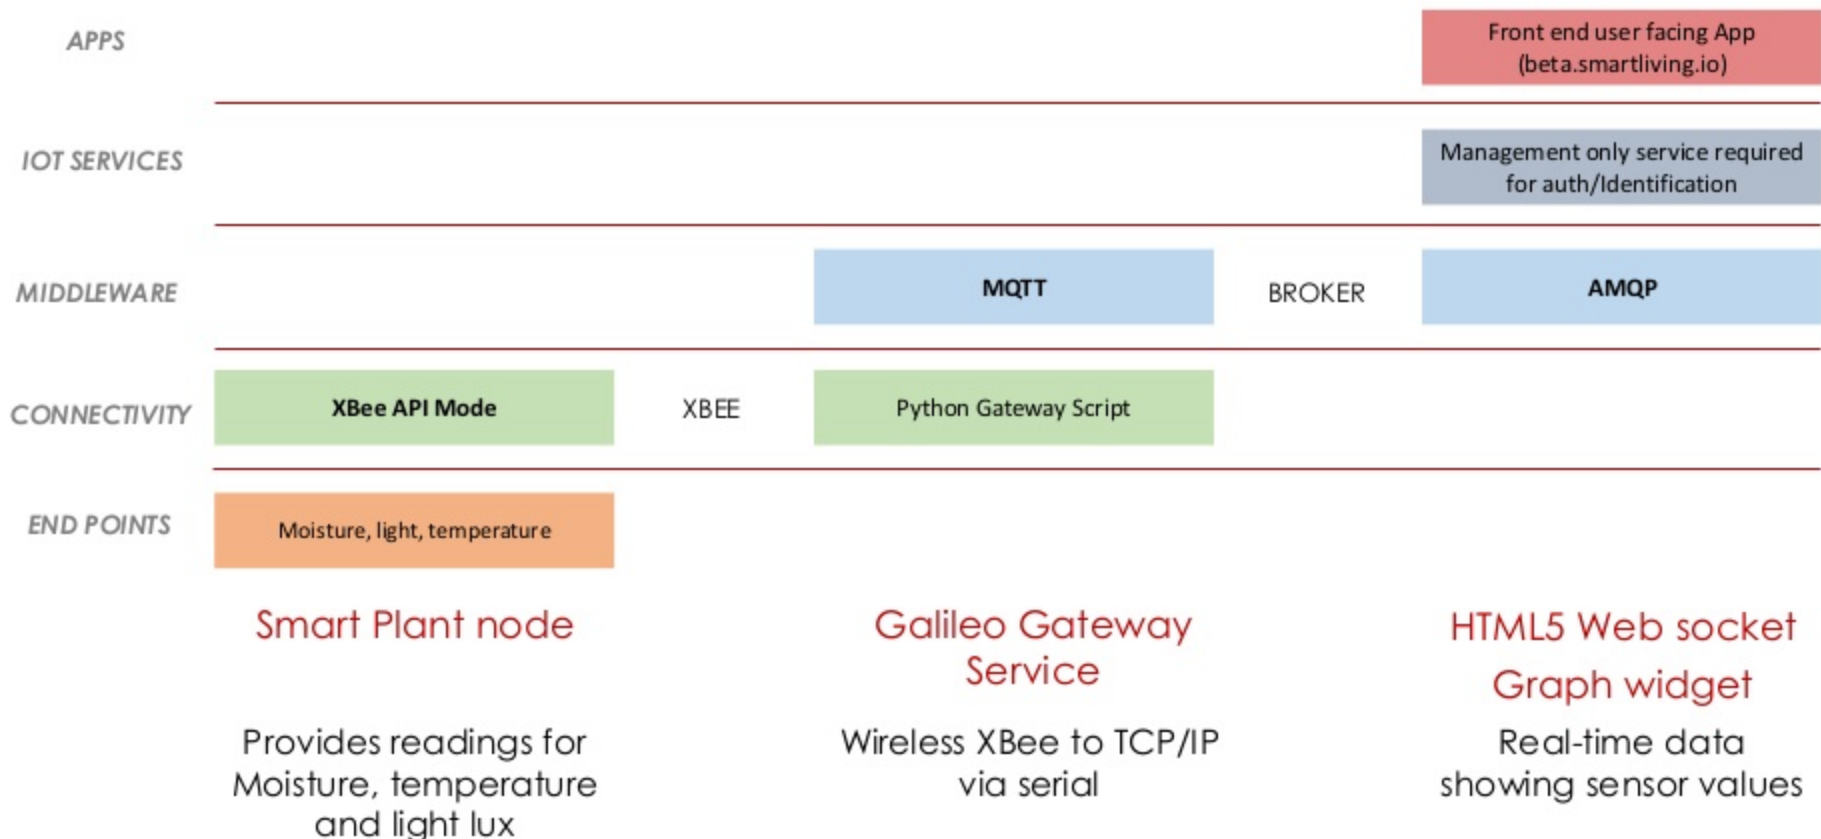 APPS
Front end user facing App
(beta.smartliving.io)
IOT SERVICES
Management only service required
for auth/Identification
MIDDLEWARE
MQTT
BROKER
AMQP
CONNECTIVITY
XBee API Mode
XBEE
Python Gateway Script
END POINTS
Moisture, light, temperature
Smart Plant node
Provides readings for
Moisture, temperature
and light lux
Galileo Gateway
Service
Wireless XBee to TCP/IP
via serial
HTML5 Web socket
Graph widget
Real-time data
showing sensor values